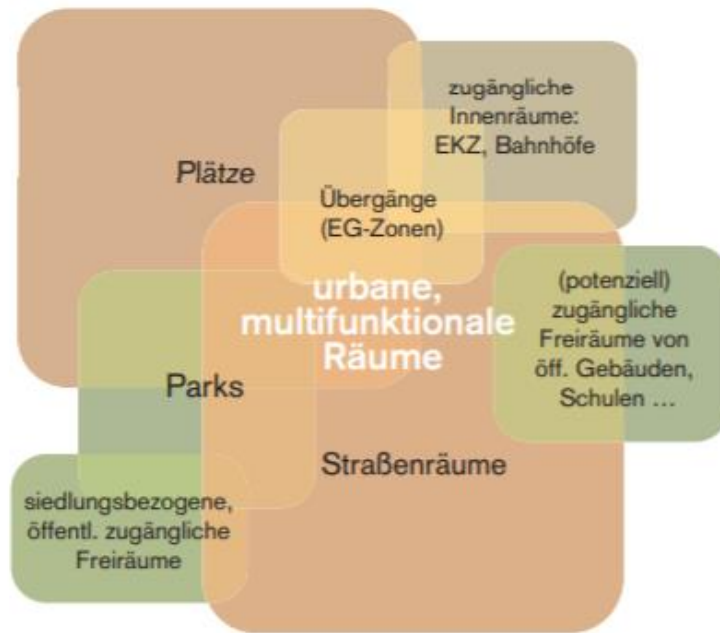 zugängliche
Innenräume:
EKZ, Bahnhöfe
Plätze
Übergänge
(EG-Zonen)
urbane,
multifunktionale
Räume
(potenziell)
zugängliche
Freiräume von
öff. Gebäuden,
Schulen ...
Parks
Straßenräume
siedlungsbezogene,
öffentl. zugängliche
Freiräume